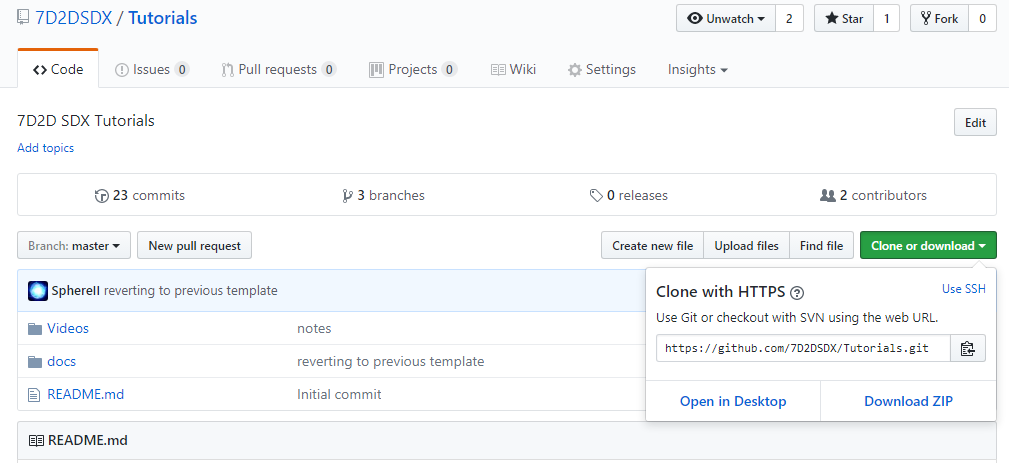 7D2DSDX / Tutorials
Unwatch 2 Star 1 Fork 0
Code Issues 0 Pull requests 0 Projects 0 Wiki Settings Insights
7D2D SDX Tutorials Edit
Add topics
23 commits 3 branches 0 releases 2 contributors
Branch: master New pull request Create new file Upload files Find file Clone or download
Spherell reverting to previous template
Videos notes
docs reverting to previous template
README.md Initial commit
Clone with HTTPS ? Use SSH
Use Git or checkout with SVN using the web URL.
https://github.com/7D2DSDX/Tutorials.git
Open in Desktop Download ZIP
README.md